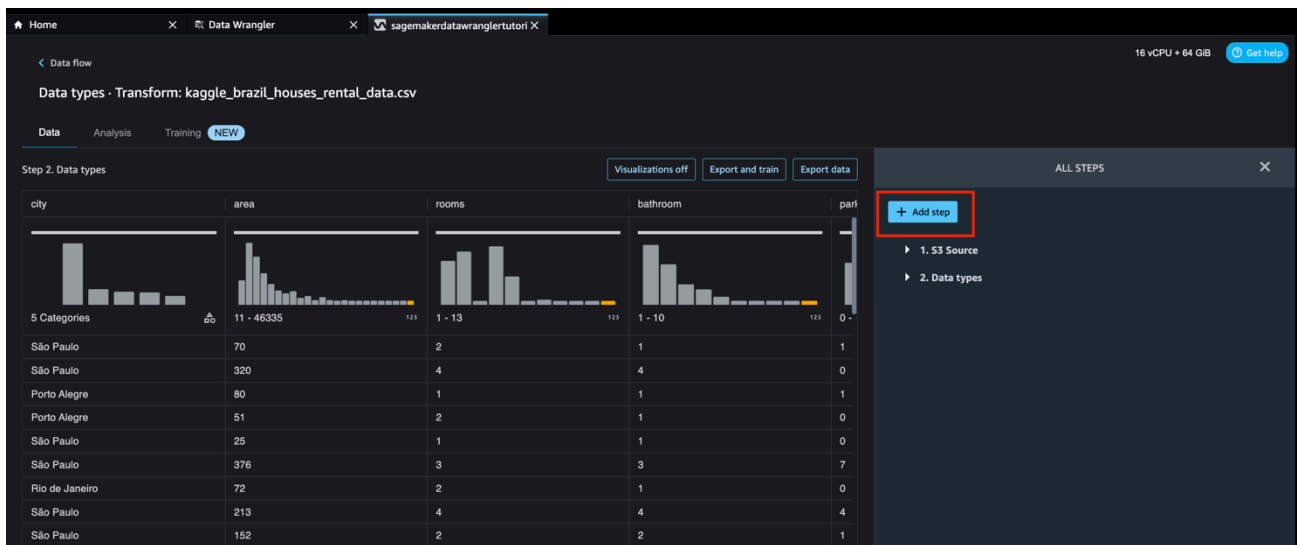 Home
Data Wrangler
sagemakerdatawranglertutori
Data flow
16 vCPU + 64 GiB
Get help
Data types · Transform: kaggle_brazil_houses_rental_data.csv
Data Analysis Training NEW
Step 2. Data types
Visualizations off
Export and train
Export data
ALL STEPS
city area rooms bathroom park
+ Add step
1. S3 Source
2. Data types
5 Categories 11 - 46335 123 1 - 13 123 1 - 10 123 0 -
São Paulo 70 2 1 1
São Paulo 320 4 4 0
Porto Alegre 80 1 1 1
Porto Alegre 51 2 1 0
São Paulo 25 1 1 0
São Paulo 376 3 3 7
Rio de Janeiro 72 2 1 0
São Paulo 213 4 4 4
São Paulo 152 2 2 1